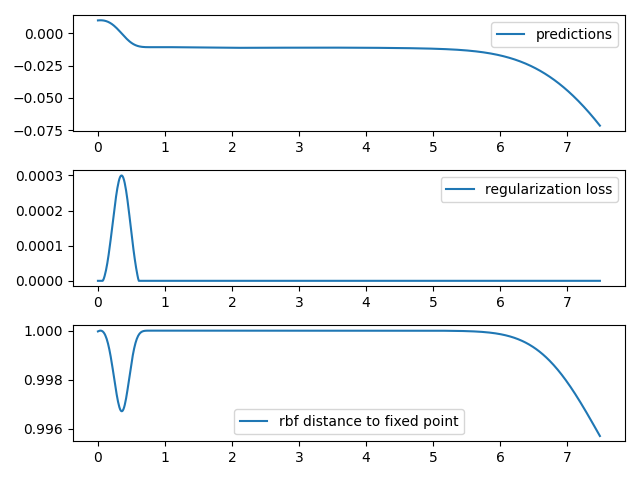 0.000
−0.025
−0.050
−0.075
predictions
0 1 2 3 4 5 6 7
0.0003
0.0002
0.0001
0.0000
regularization loss
0 1 2 3 4 5 6 7
1.000
0.998
0.996
rbf distance to fixed point
0 1 2 3 4 5 6 7